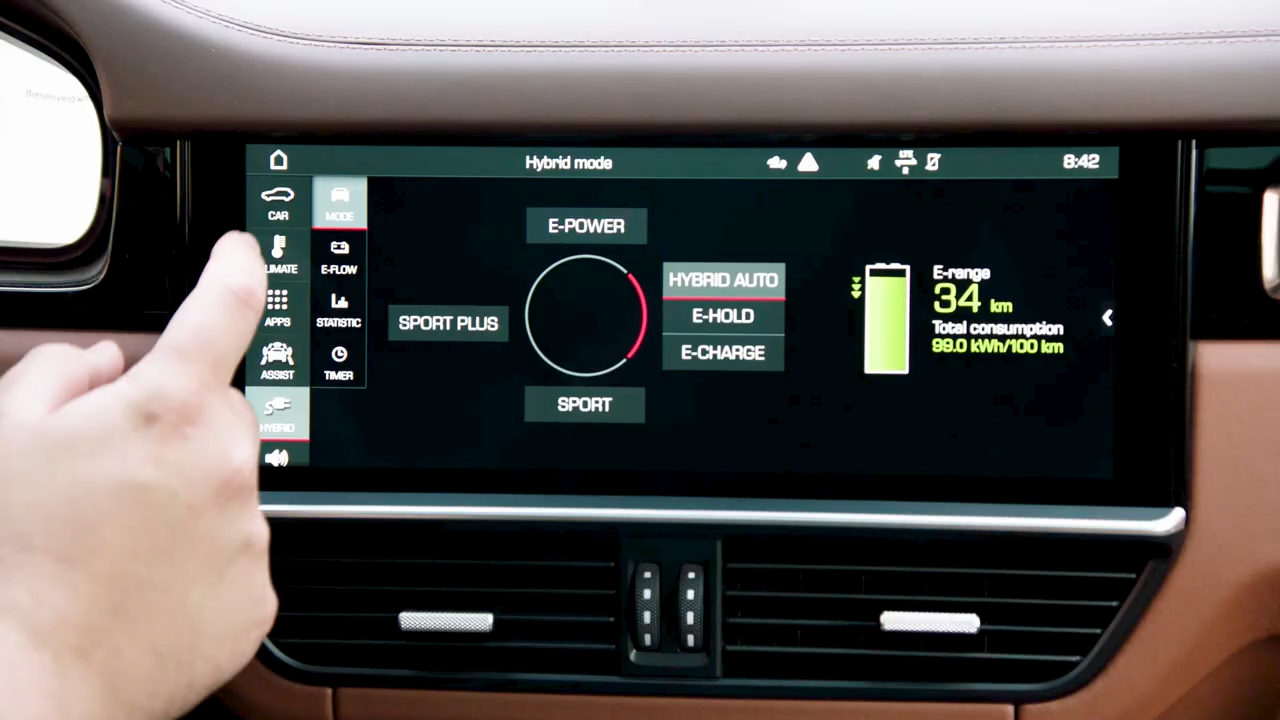 Hybrid mode
8:42
CAR
MODE
E-POWER
LIMATE
E-FLOW
HYBRID AUTO
E-range
34 km
APPS
STATISTIC
SPORT PLUS
E-HOLD
Total consumption
99.0 kWh/100 km
ASSIST
TIMER
E-CHARGE
HYBRID
SPORT